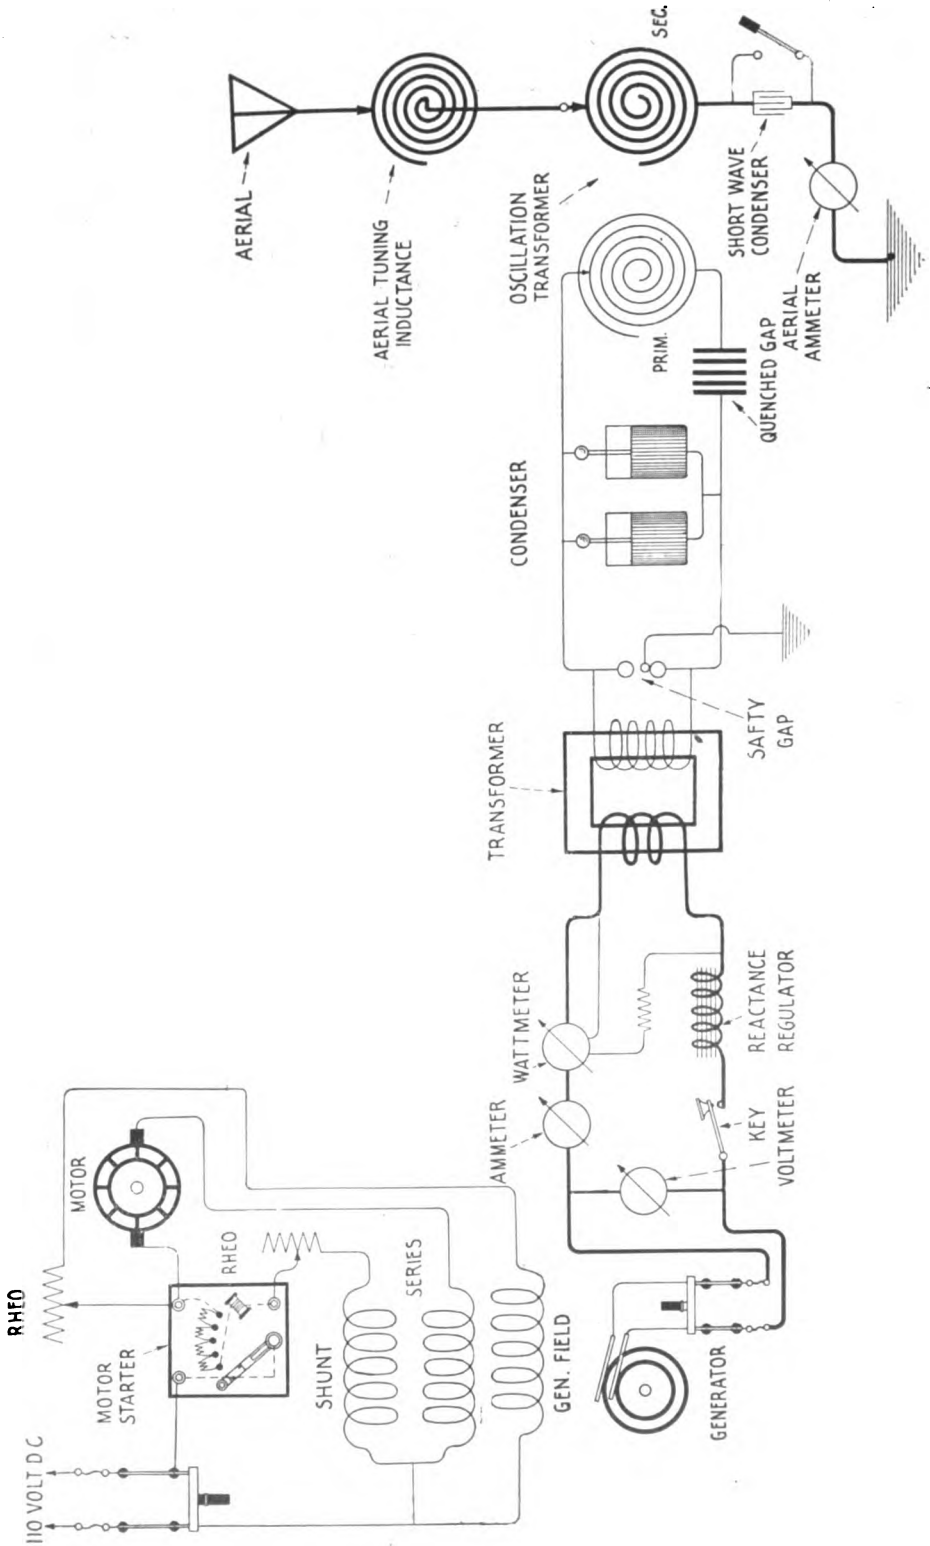 110 VOLT D C
RHEO
MOTOR
STARTER
MOTOR
RHEO
SHUNT
SERIES
GEN. FIELD
GENERATOR
AMMETER
WATTMETER
VOLTMETER
KEY
REACTANCE
REGULATOR
TRANSFORMER
SAFTY
GAP
CONDENSER
QUENCHED GAP
PRIM.
OSCILLATION
TRANSFORMER
SEC.
AERIAL
AERIAL TUNING
INDUCTANCE
SHORT WAVE
CONDENSER
AERIAL
AMMETER